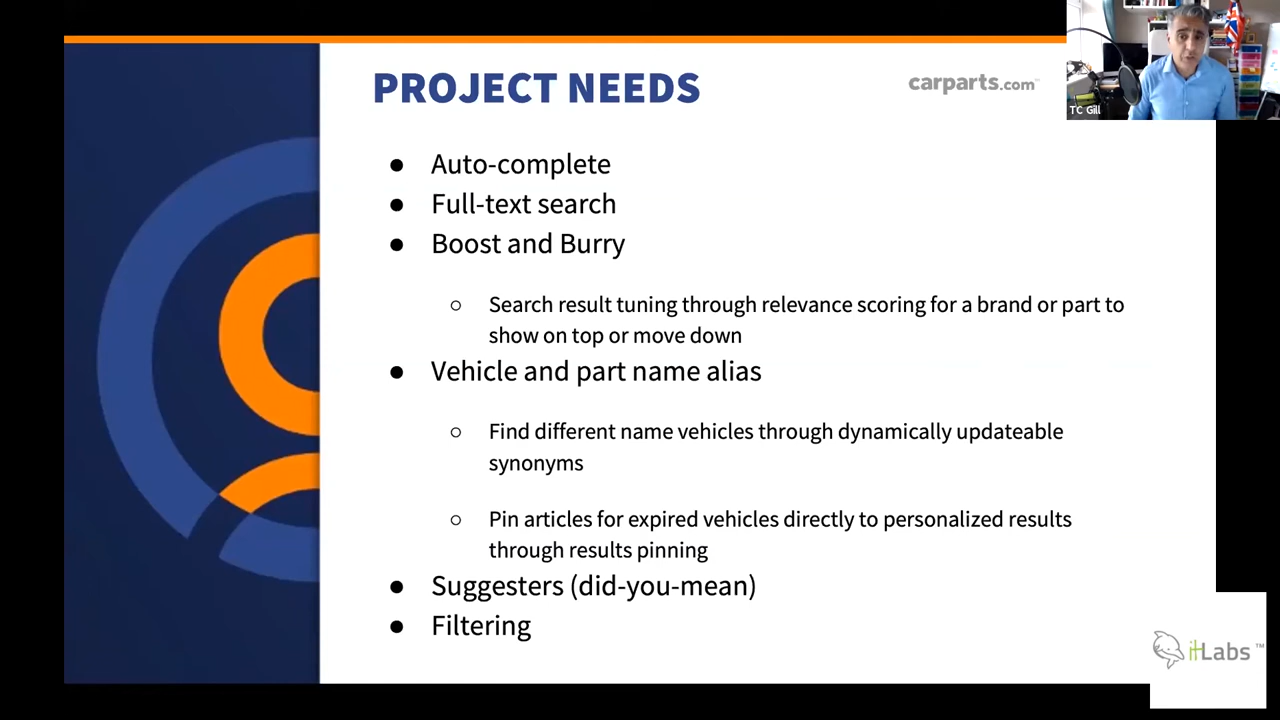 PROJECT NEEDS
carparts.com™
TC Gill
● Auto-complete
● Full-text search
● Boost and Burry
○ Search result tuning through relevance scoring for a brand or part to
show on top or move down
● Vehicle and part name alias
○ Find different name vehicles through dynamically updateable
synonyms
○ Pin articles for expired vehicles directly to personalized results
through results pinning
● Suggesters (did-you-mean)
● Filtering
itLabs™